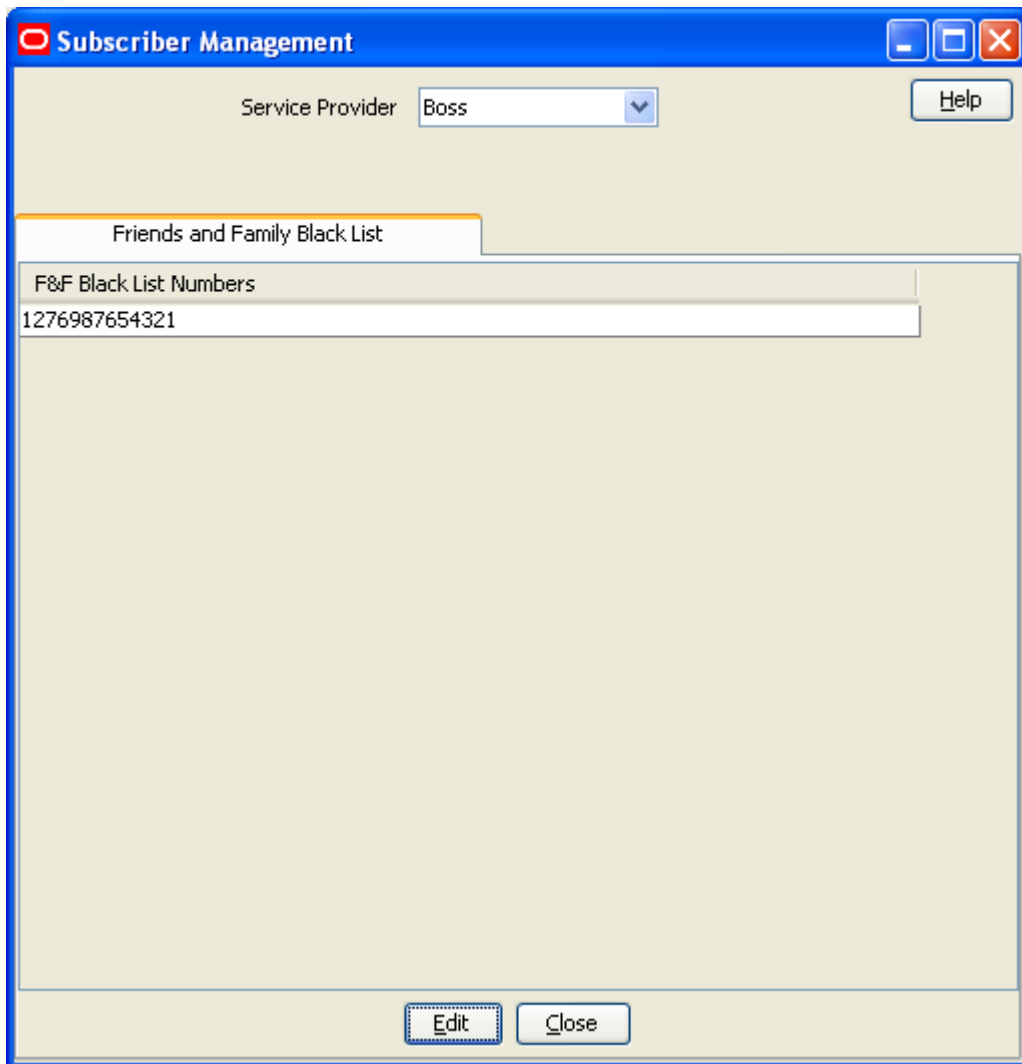 Subscriber Management
Service Provider Boss
Help
Friends and Family Black List
F&F Black List Numbers
1276987654321
Edit Close